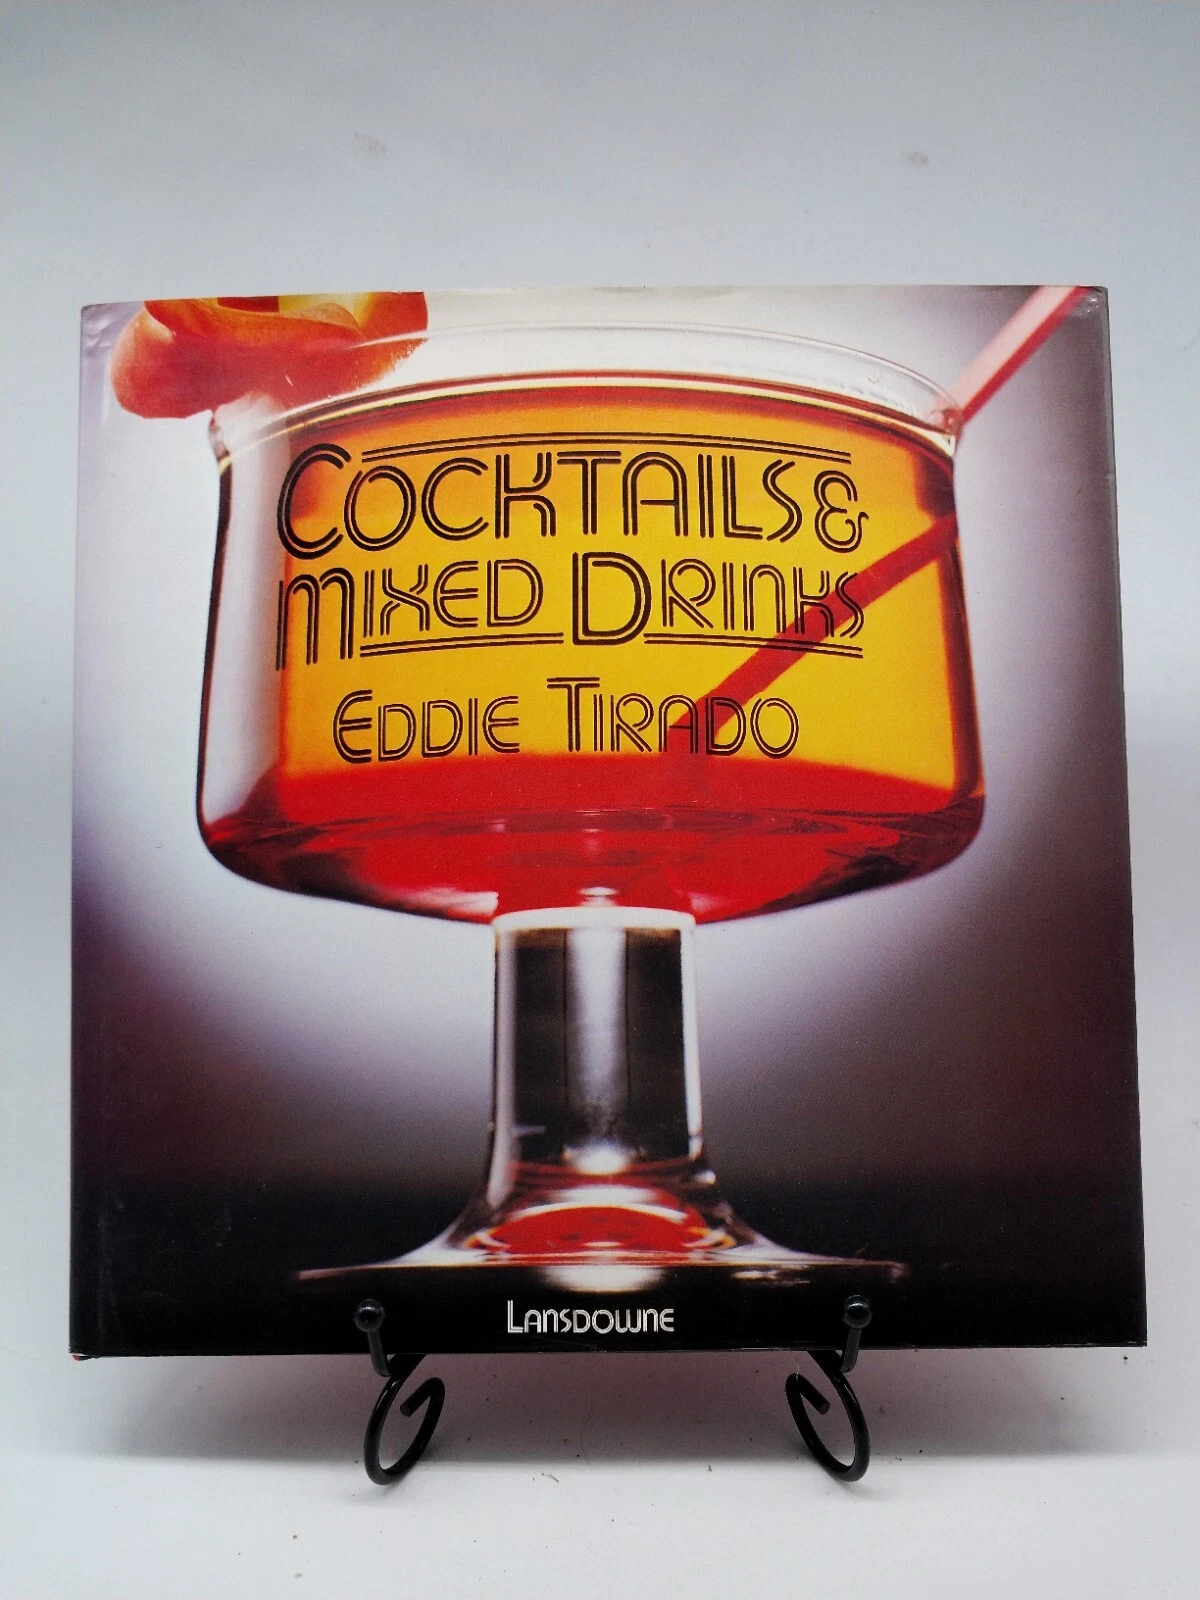 COCKTAILS &
MIXED DRINKS
EDDIE TIRADO
LANSDOWNE